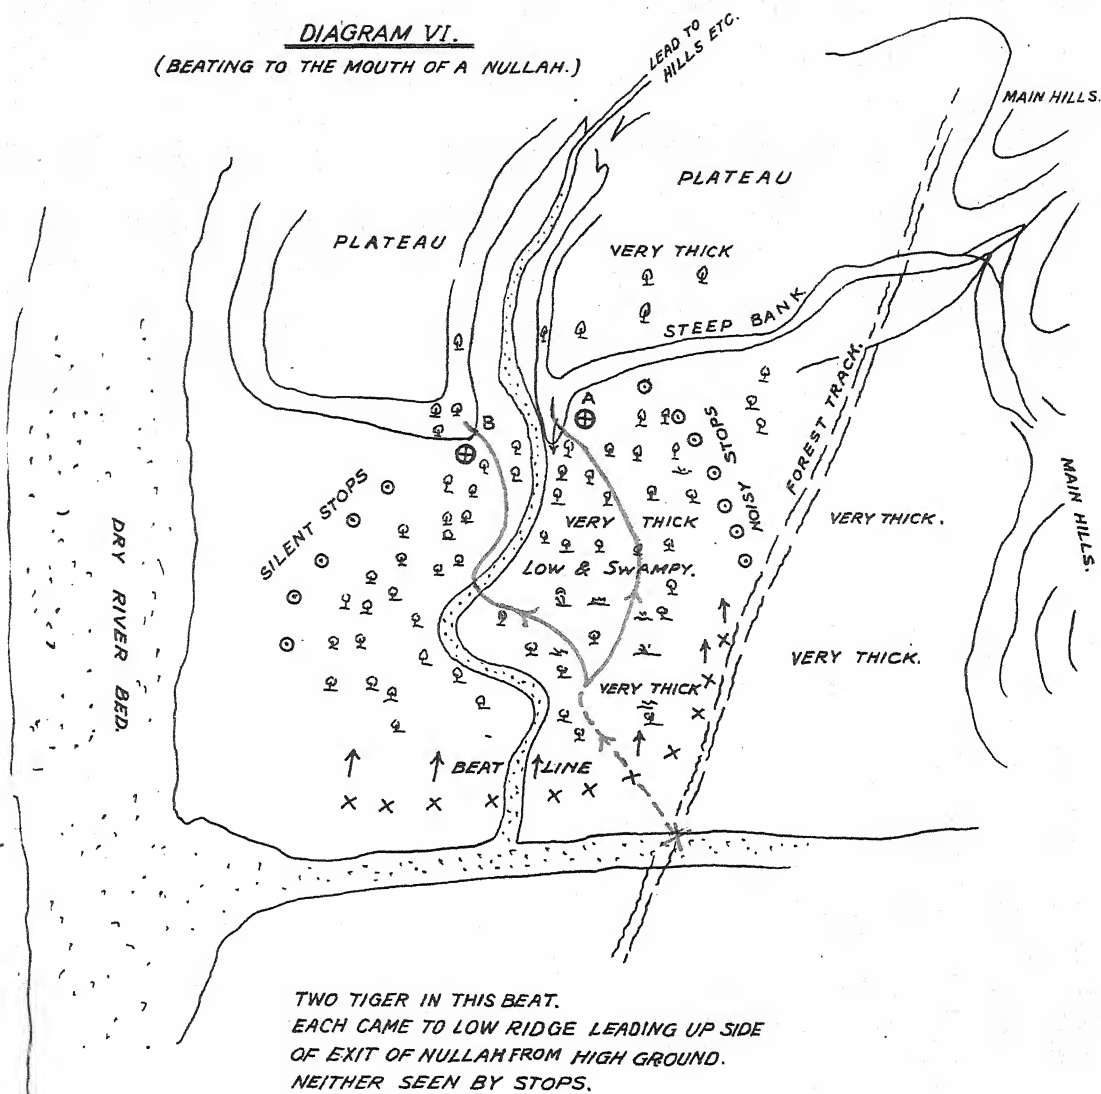 DIAGRAM VI.
(BEATING TO THE MOUTH OF A NULLAH.)
LEAD TO
HILLS ETC.
MAIN HILLS.
PLATEAU
PLATEAU
VERY THICK
STEEP BANK.
FOREST TRACK.
A
B
NOISY STOPS
SILENT STOPS
VERY THICK
LOW & SWAMPY.
VERY THICK.
MAIN HILLS.
DRY RIVER BED.
VERY THICK.
VERY THICK
BEAT LINE
TWO TIGER IN THIS BEAT.
EACH CAME TO LOW RIDGE LEADING UP SIDE
OF EXIT OF NULLAH FROM HIGH GROUND.
NEITHER SEEN BY STOPS.